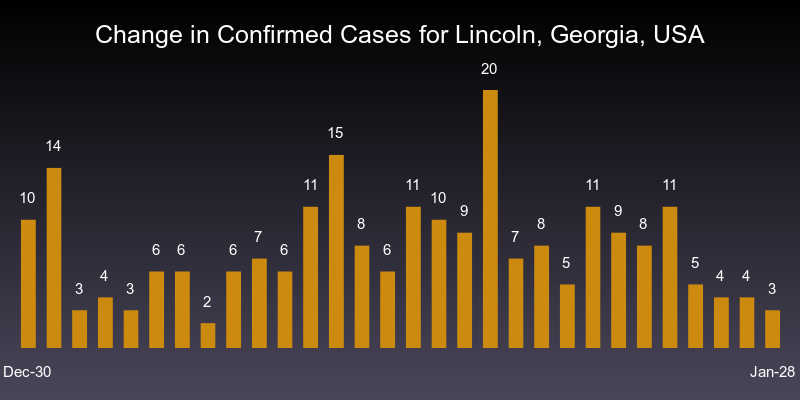 Change in Confirmed Cases for Lincoln, Georgia, USA
10 14 3 4 3 6 6 2 6 7 6 11 15 8 6 11 10 9 20 7 8 5 11 9 8 11 5 4 4 3
Dec-30 Jan-28